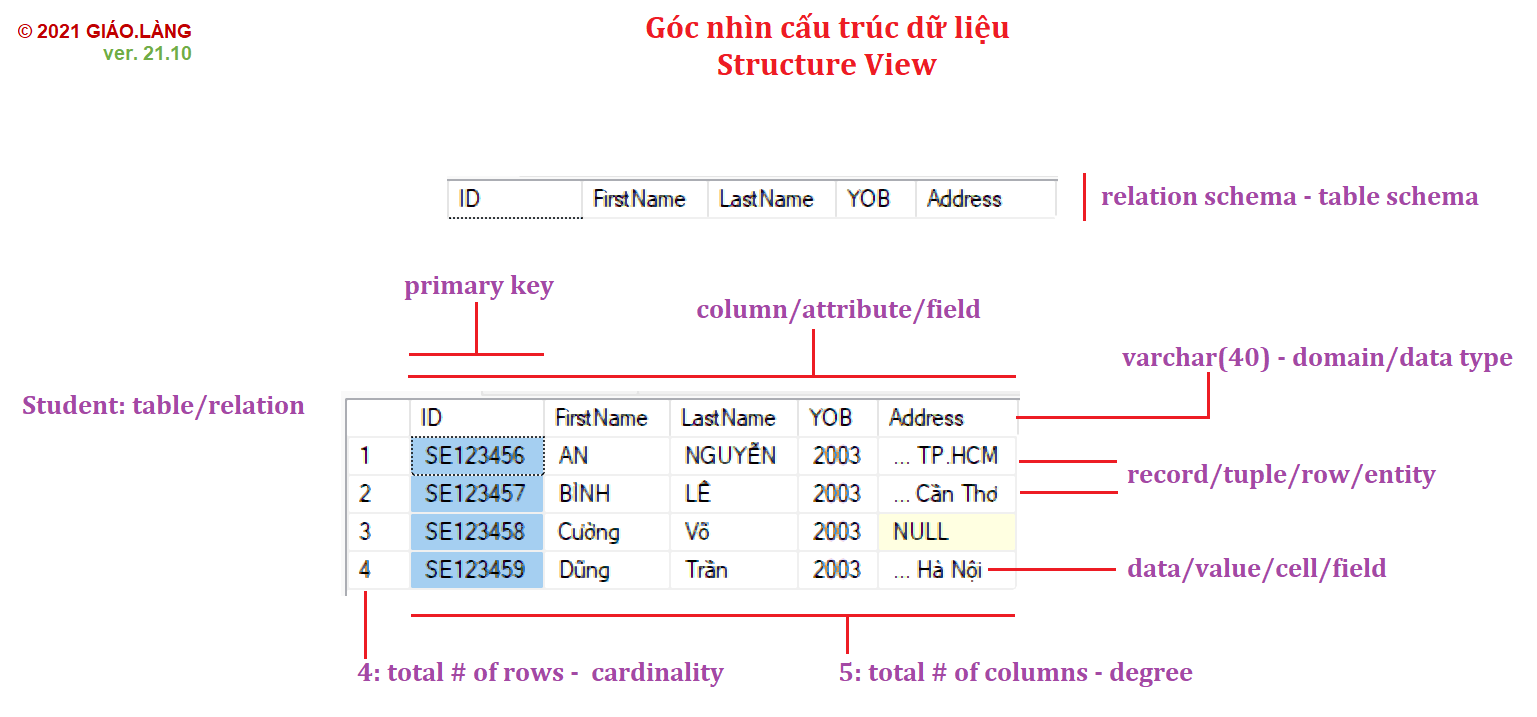 © 2021 GIÁO.LÀNG
ver. 21.10
Góc nhìn cấu trúc dữ liệu
Structure View
ID FirstName LastName YOB Address
relation schema - table schema
primary key
column/attribute/field
varchar(40) - domain/data type
Student: table/relation
ID FirstName LastName YOB Address
1 SE123456 AN NGUYỄN 2003 ... TP.HCM
2 SE123457 BÌNH LÊ 2003 ... Cần Thơ
record/tuple/row/entity
3 SE123458 Cường Võ 2003 NULL
4 SE123459 Dũng Trần 2003 ... Hà Nội
data/value/cell/field
4: total # of rows - cardinality
5: total # of columns - degree